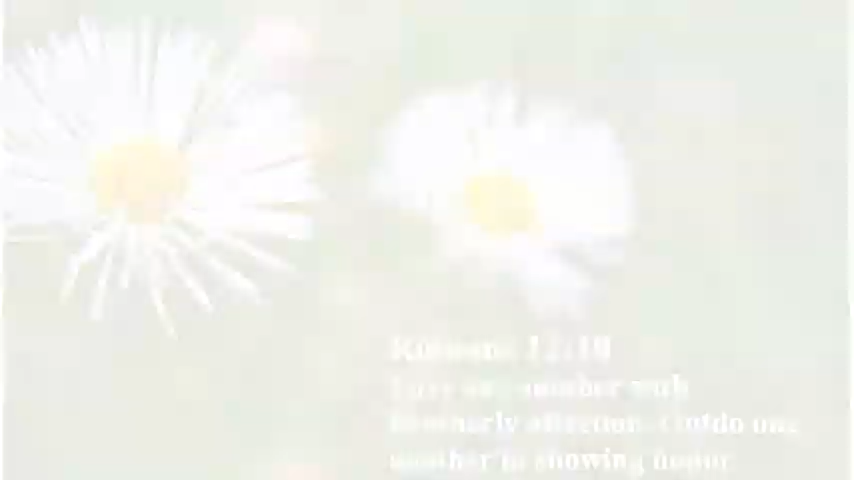 Romans 12:10
Love one another with
brotherly affection. Outdo one
another in showing honor.